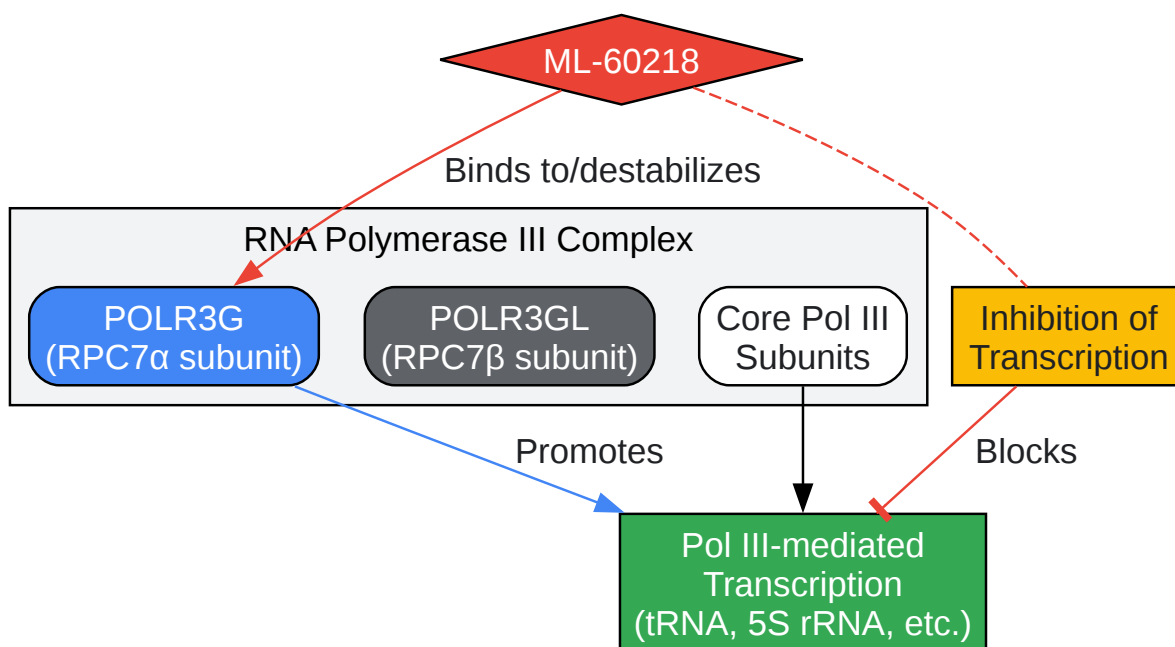 ML-60218
Binds to/destabilizes
RNA Polymerase III Complex
POLR3G
(RPC7α subunit)
POLR3GL
(RPC7β subunit)
Core Pol III
Subunits
Inhibition of
Transcription
Promotes
Blocks
Pol III-mediated
Transcription
(tRNA, 5S rRNA, etc.)